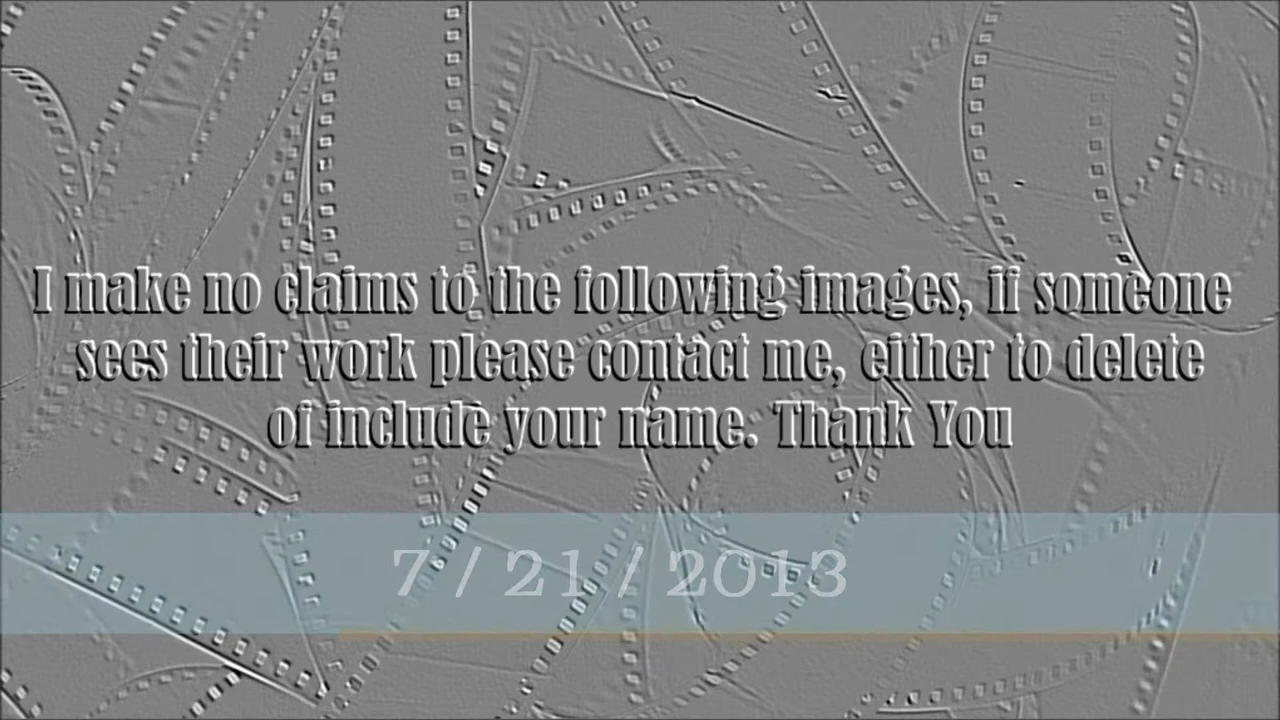 I make no claims to the following images, if someone
sees their work please contact me, either to delete
of include your name. Thank You
7 / 21 / 2013